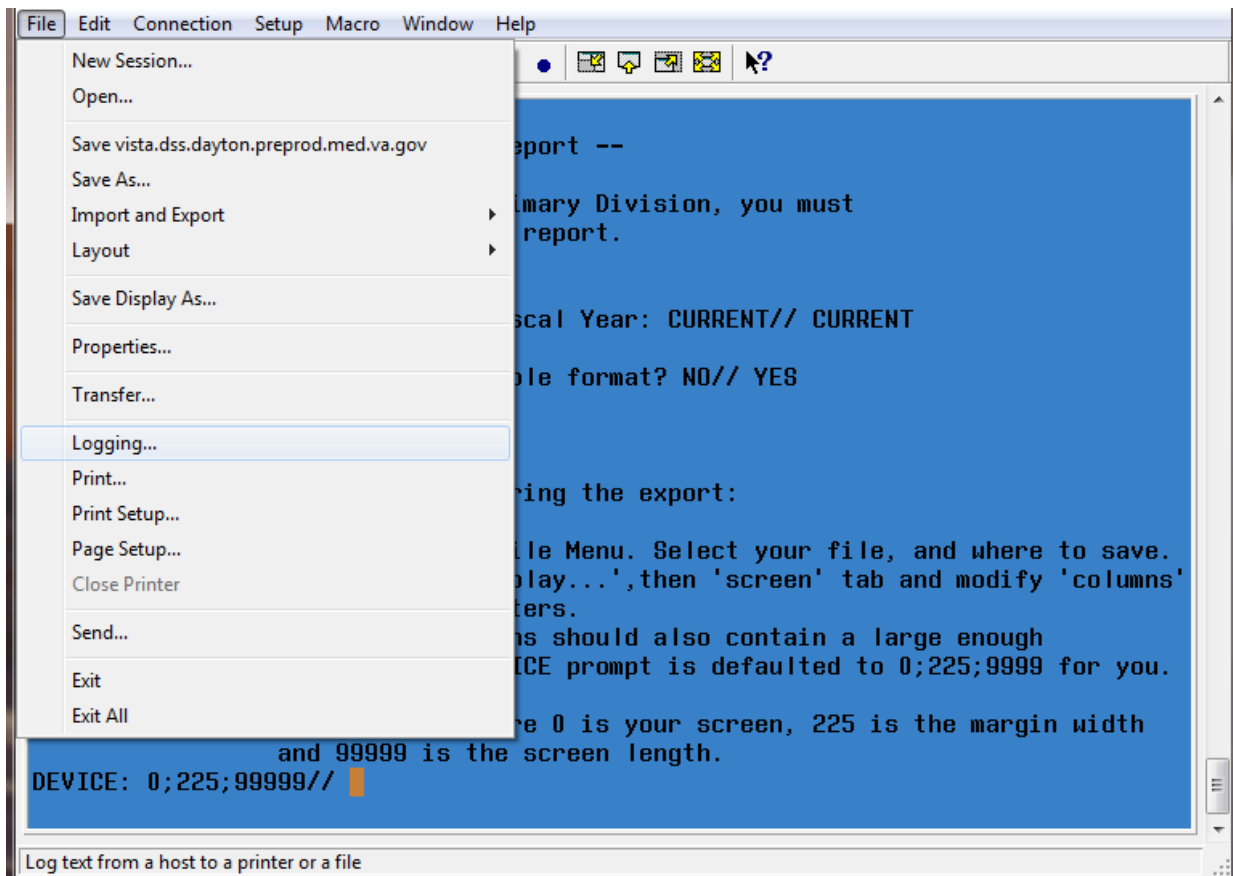 File Edit Connection Setup Macro Window Help
New Session...
Open...
Save vista.dss.dayton.preprod.med.va.gov
Save As...
Import and Export
Layout
Save Display As...
Properties...
Transfer...
Logging...
Print...
Print Setup...
Page Setup...
Close Printer
Send...
Exit
Exit All
eport --
imary Division, you must
report.
scal Year: CURRENT// CURRENT
ble format? NO// YES
ring the export:
ile Menu. Select your file, and where to save.
play...',then 'screen' tab and modify 'columns'
ters.
ns should also contain a large enough
ICE prompt is defaulted to 0;225;9999 for you.
re 0 is your screen, 225 is the margin width
and 99999 is the screen length.
DEVICE: 0;225;99999//
Log text from a host to a printer or a file